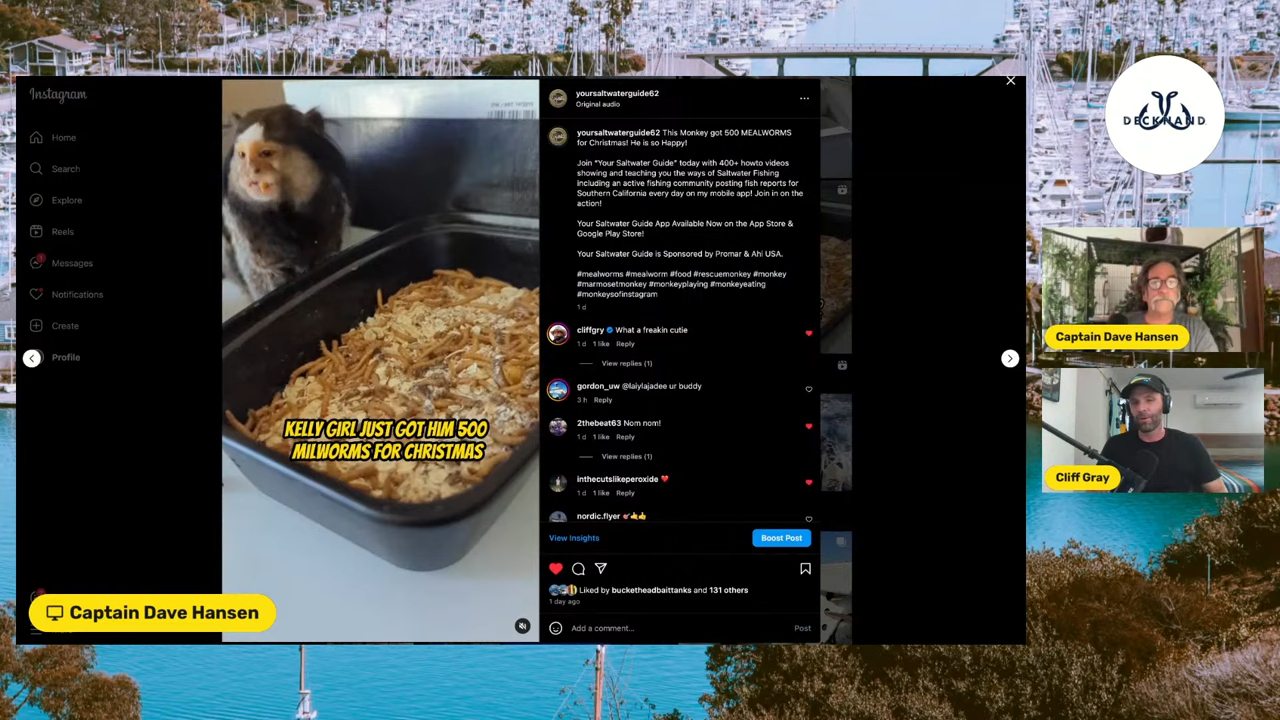 Instagram
Home
Search
Explore
Reels
Messages
Notifications
Create
Profile
KELLY GIRL JUST GOT HIM 500
MILWORMS FOR CHRISTMAS
Captain Dave Hansen
yoursaltwaterguide62
Original audio
yoursaltwaterguide62 This Monkey got 500 MEALWORMS
for Christmas! He is so Happy!
Join "Your Saltwater Guide" today with 400+ howto videos
showing and teaching you the ways of Saltwater Fishing
including an active fishing community posting fish reports for
Southern California every day on my mobile app! Join in on the
action!
Your Saltwater Guide App Available Now on the App Store &
Google Play Store!
Your Saltwater Guide is Sponsored by Promar & Ahi USA.
#mealworms #mealworm #food #rescuemonkey #monkey
#marmosetmonkey #monkeyplaying #monkeyeating
#monkeysofinstagram
1 d
cliffgry What a freakin cutie
1 d 1 like Reply
View replies (1)
gordon_uw @laiylajadee ur buddy
3 h Reply
2thebeat63 Nom nom!
1 d 1 like Reply
View replies (1)
inthecutslikeperoxide
1 d 1 like Reply
nordic.flyer
View Insights
Boost Post
Liked by bucketheadbaittanks and 131 others
1 day ago
Add a comment...
Post
DECKHAND
Captain Dave Hansen
Cliff Gray